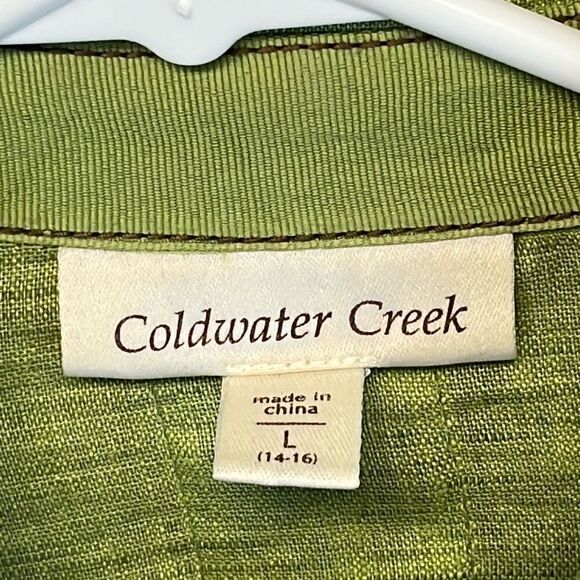 Coldwater Creek
made in
china
L
(14-16)